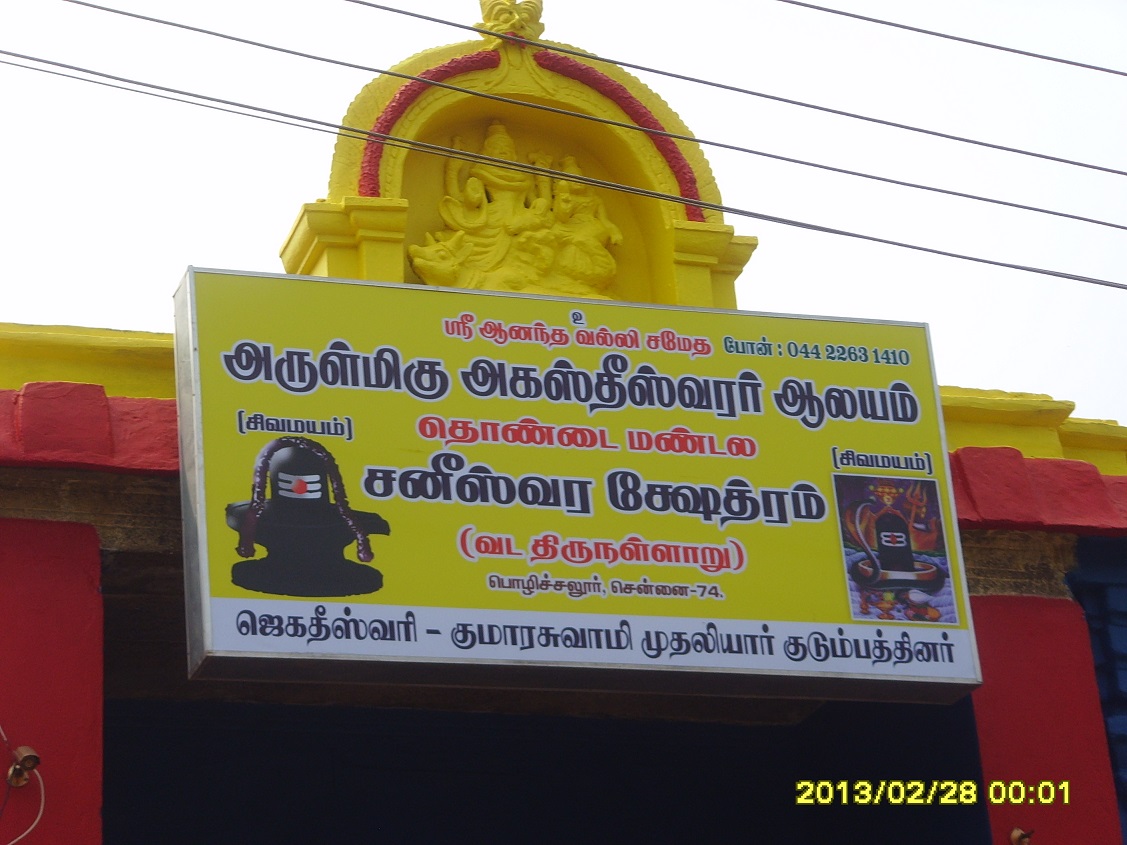 உ
ஸ்ரீ ஆனந்த வல்லி சமேத போன் : 044 2263 1410
அருள்மிகு அகஸ்தீஸ்வரர் ஆலயம்
(சிவமயம்) தொண்டை மண்டல
சனீஸ்வர க்ஷேத்ரம் (சிவமயம்)
(வட திருநள்ளாறு)
பொழிச்சலூர், சென்னை-74.
ஜெகதீஸ்வரி - குமாரசுவாமி முதலியார் குடும்பத்தினர்
2013/02/28 00:01